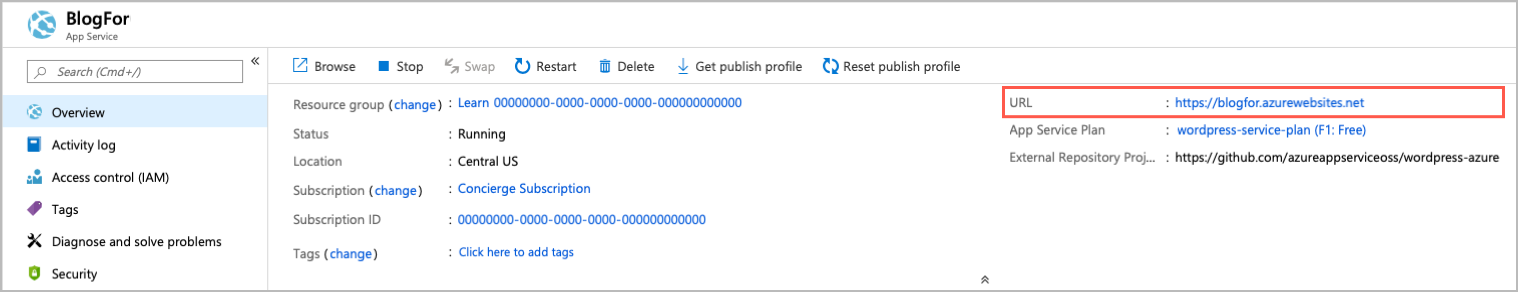 BlogFor
App Service
Search (Cmd+/)
«
Overview
Activity log
Access control (IAM)
Tags
Diagnose and solve problems
Security
Browse Stop Swap Restart Delete Get publish profile Reset publish profile
Resource group (change) : Learn 00000000-0000-0000-0000-000000000000
Status : Running
Location : Central US
Subscription (change) : Concierge Subscription
Subscription ID : 00000000-0000-0000-0000-000000000000
Tags (change) : Click here to add tags
URL : https://blogfor.azurewebsites.net
App Service Plan : wordpress-service-plan (F1: Free)
External Repository Proj... : https://github.com/azureappserviceoss/wordpress-azure